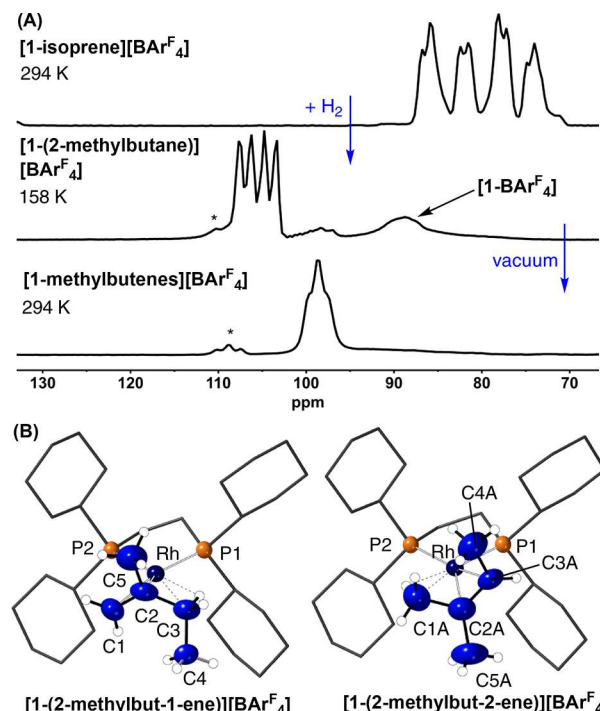 (A)
[1-isoprene][BArᶠ₄]
294 K
+ H₂
[1-(2-methylbutane)]
[BArᶠ₄]
158 K
*
[1-BArᶠ₄]
vacuum
[1-methylbutenes][BArᶠ₄]
294 K
*
130 120 110 100 90 80 70
ppm
(B)
P2 Rh P1
C5
C2
C1
C3
C4
[1-(2-methylbut-1-ene)][BArᶠ₄]
C4A
P2 Rh P1
C3A
C1A C2A
C5A
[1-(2-methylbut-2-ene)][BArᶠ₄